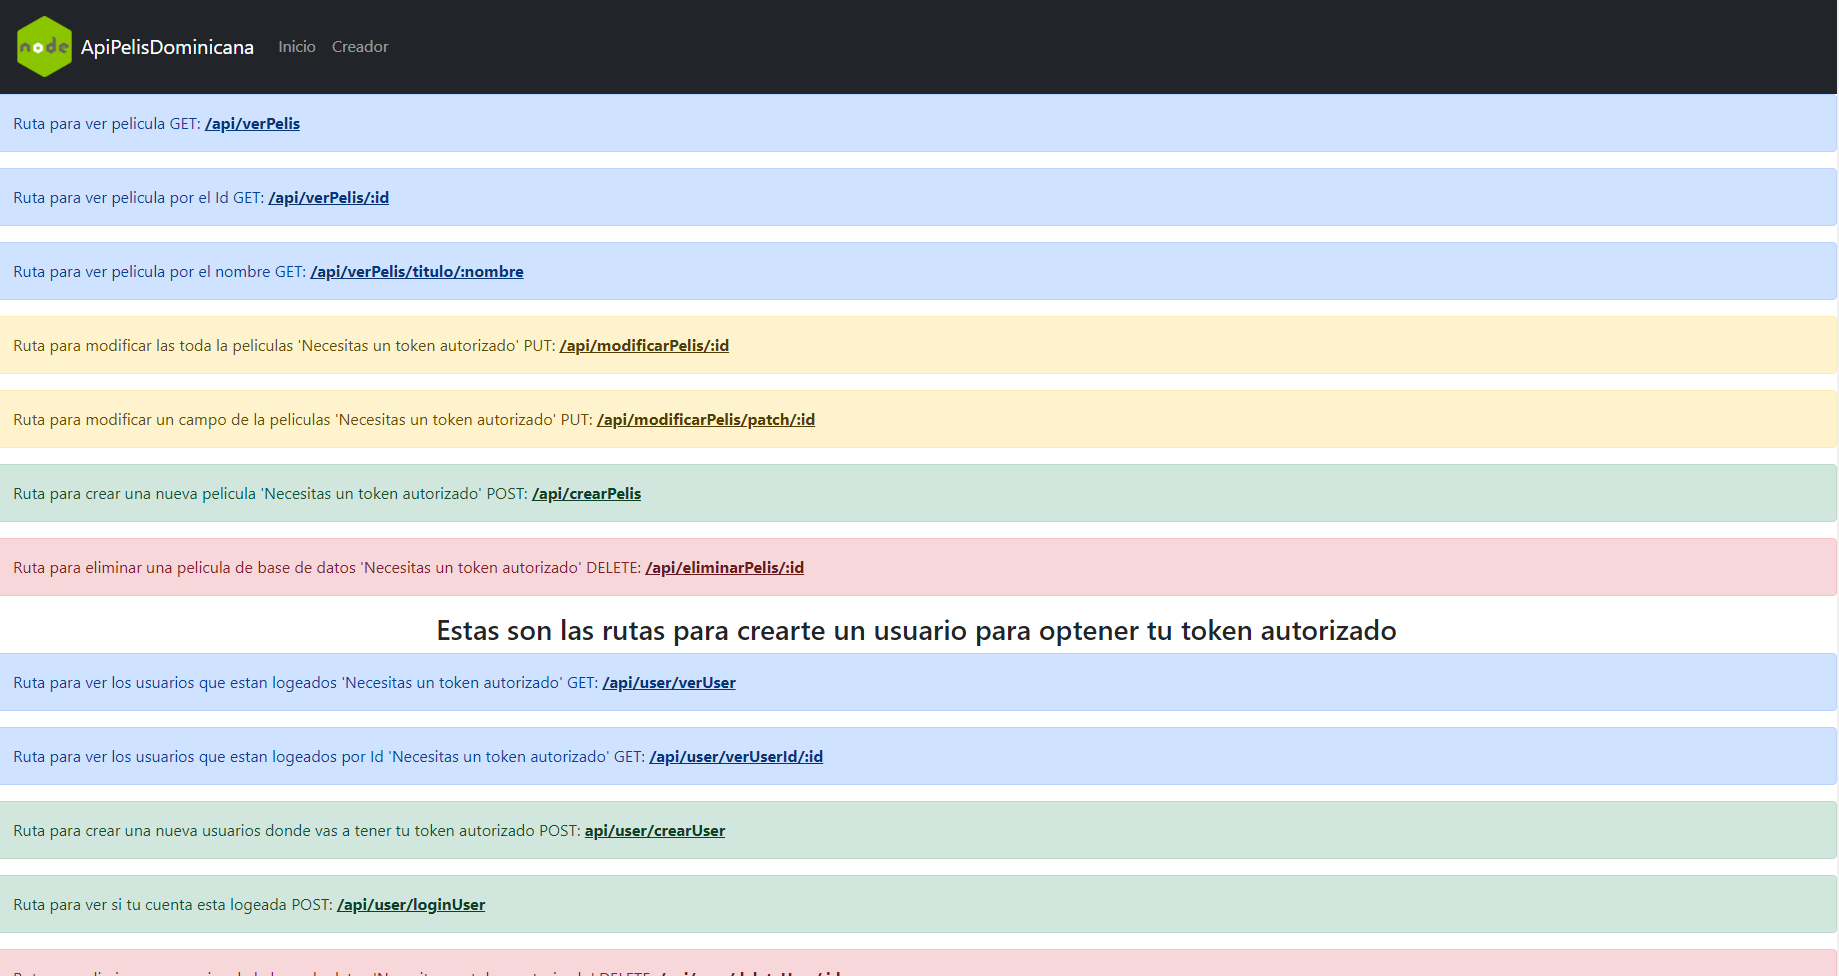 node ApiPelisDominicana Inicio Creador
Ruta para ver pelicula GET: /api/verPelis
Ruta para ver pelicula por el Id GET: /api/verPelis/:id
Ruta para ver pelicula por el nombre GET: /api/verPelis/titulo/:nombre
Ruta para modificar las toda la peliculas 'Necesitas un token autorizado' PUT: /api/modificarPelis/:id
Ruta para modificar un campo de la peliculas 'Necesitas un token autorizado' PUT: /api/modificarPelis/patch/:id
Ruta para crear una nueva pelicula 'Necesitas un token autorizado' POST: /api/crearPelis
Ruta para eliminar una pelicula de base de datos 'Necesitas un token autorizado' DELETE: /api/eliminarPelis/:id
Estas son las rutas para crearte un usuario para optener tu token autorizado
Ruta para ver los usuarios que estan logeados 'Necesitas un token autorizado' GET: /api/user/verUser
Ruta para ver los usuarios que estan logeados por Id 'Necesitas un token autorizado' GET: /api/user/verUserId/:id
Ruta para crear una nueva usuarios donde vas a tener tu token autorizado POST: api/user/crearUser
Ruta para ver si tu cuenta esta logeada POST: /api/user/loginUser